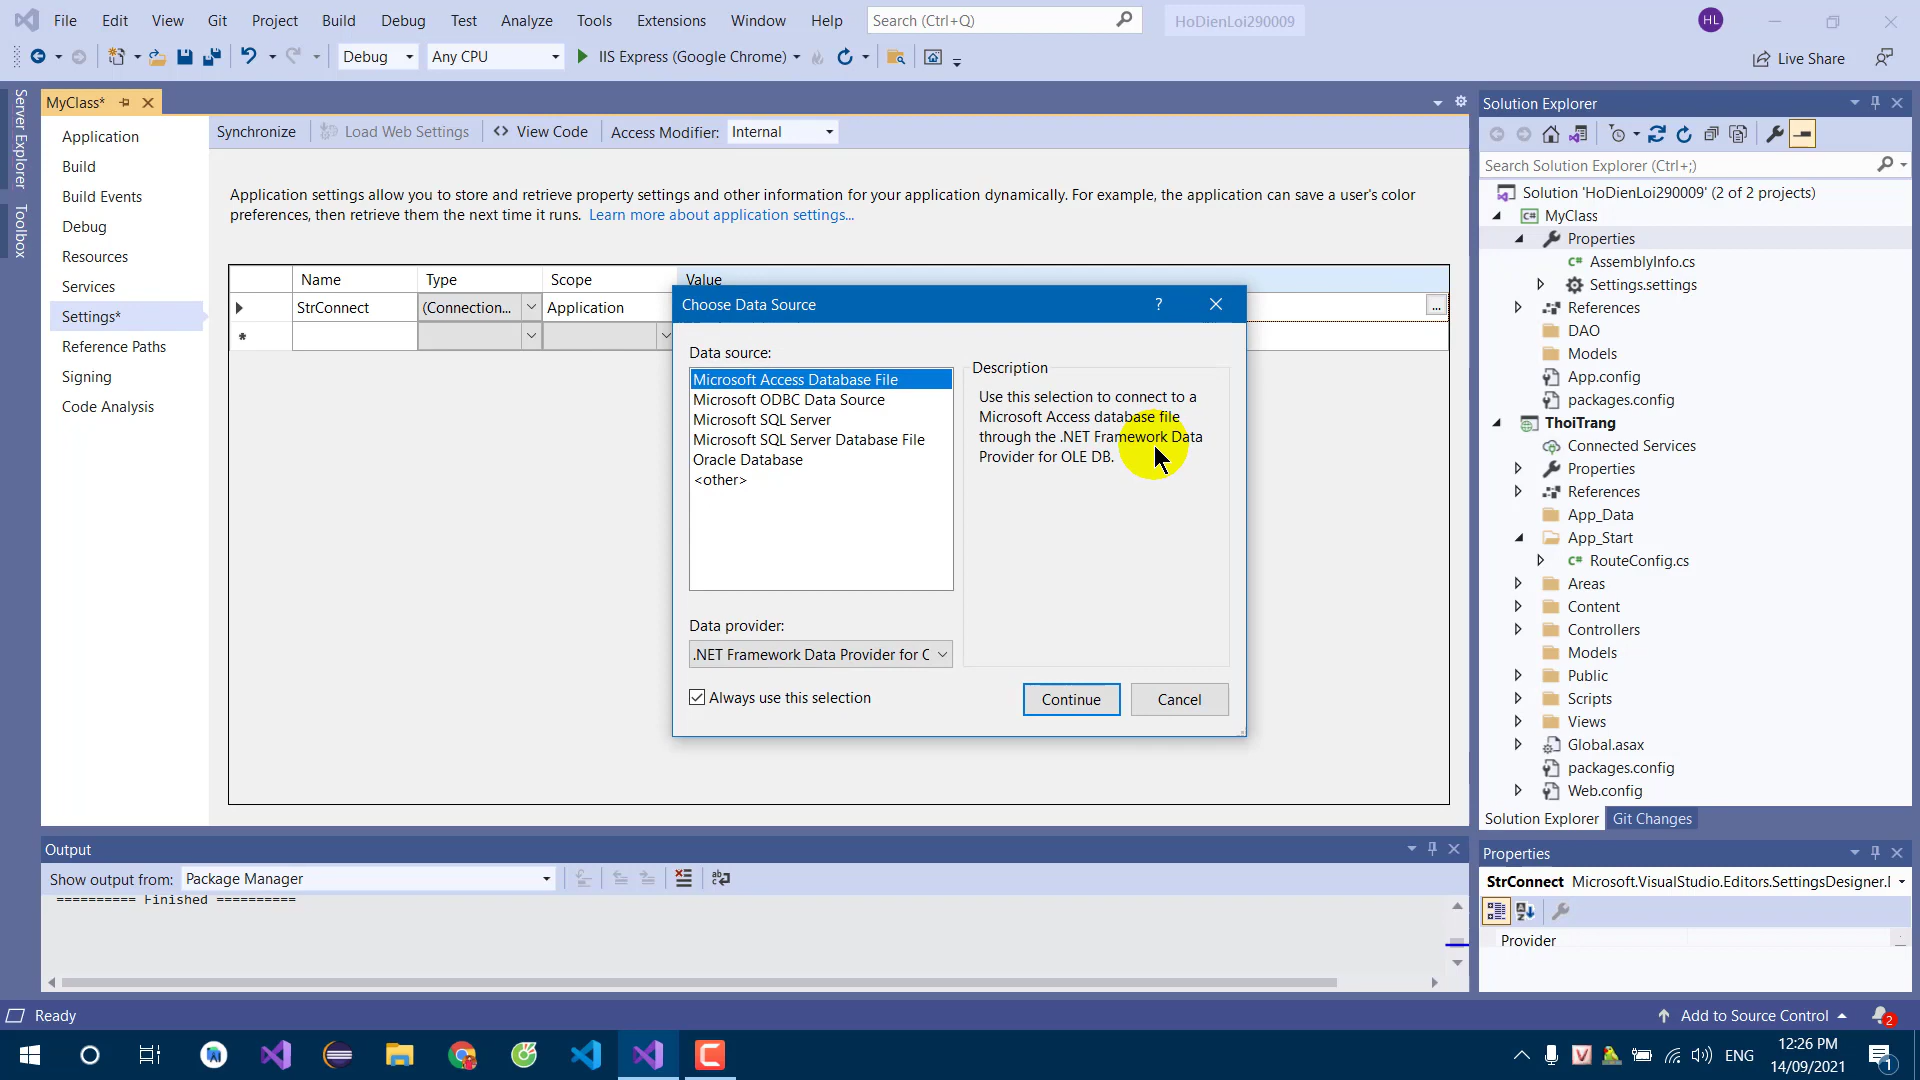 File Edit View Git Project Build Debug Test Analyze Tools Extensions Window Help Search (Ctrl+Q) HoDienLoi290009 HL
Debug Any CPU IIS Express (Google Chrome) Live Share
Server Explorer
Toolbox
MyClass*
Application
Build
Build Events
Debug
Resources
Services
Settings*
Reference Paths
Signing
Code Analysis
Synchronize Load Web Settings View Code Access Modifier: Internal
Application settings allow you to store and retrieve property settings and other information for your application dynamically. For example, the application can save a user's color
preferences, then retrieve them the next time it runs. Learn more about application settings...
Name Type Scope Value
StrConnect (Connection... Application ...
*
Choose Data Source ?
Data source:
Microsoft Access Database File
Microsoft ODBC Data Source
Microsoft SQL Server
Microsoft SQL Server Database File
Oracle Database
<other>
Description
Use this selection to connect to a
Microsoft Access database file
through the .NET Framework Data
Provider for OLE DB.
Data provider:
.NET Framework Data Provider for O
Always use this selection
Continue Cancel
Output
Show output from: Package Manager
========== Finished ==========
Solution Explorer
Search Solution Explorer (Ctrl+;)
Solution 'HoDienLoi290009' (2 of 2 projects)
C# MyClass
Properties
C# AssemblyInfo.cs
Settings.settings
References
DAO
Models
App.config
packages.config
ThoiTrang
Connected Services
Properties
References
App_Data
App_Start
C# RouteConfig.cs
Areas
Content
Controllers
Models
Public
Scripts
Views
Global.asax
packages.config
Web.config
Solution Explorer Git Changes
Properties
StrConnect Microsoft.VisualStudio.Editors.SettingsDesigner.
Provider
Ready Add to Source Control 2
ENG 12:26 PM
14/09/2021 1